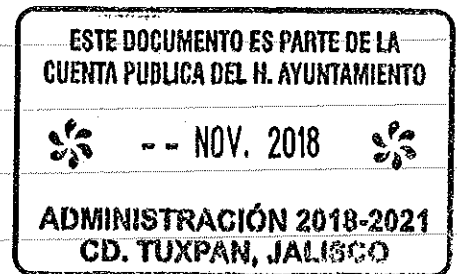 ESTE DOCUMENTO ES PARTE DE LA
CUENTA PUBLICA DEL H. AYUNTAMIENTO
-- NOV. 2018
ADMINISTRACIÓN 2018-2021
CD. TUXPAN, JALISCO